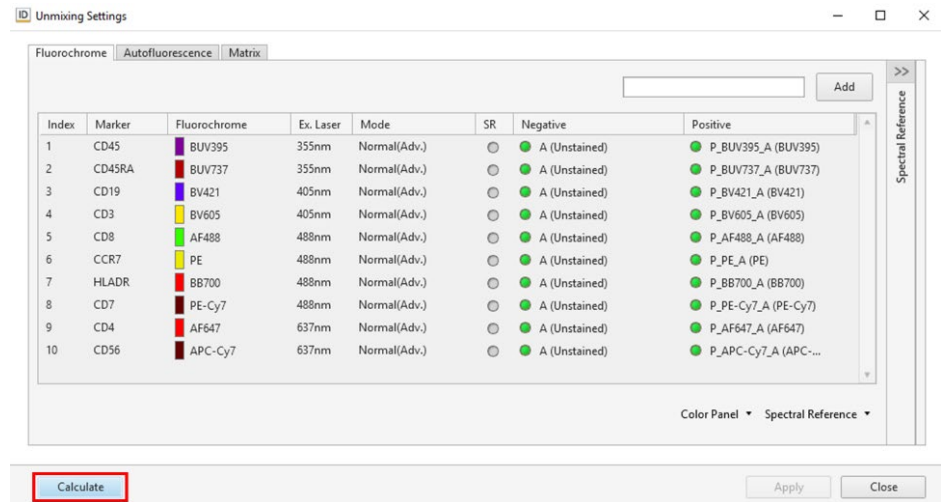 ID Unmixing Settings
Fluorochrome Autofluorescence Matrix
>>
Add
Spectral Reference
Index Marker Fluorochrome Ex. Laser Mode SR Negative Positive
1 CD45 BUV395 355nm Normal(Adv.) A (Unstained) P_BUV395_A (BUV395)
2 CD45RA BUV737 355nm Normal(Adv.) A (Unstained) P_BUV737_A (BUV737)
3 CD19 BV421 405nm Normal(Adv.) A (Unstained) P_BV421_A (BV421)
4 CD3 BV605 405nm Normal(Adv.) A (Unstained) P_BV605_A (BV605)
5 CD8 AF488 488nm Normal(Adv.) A (Unstained) P_AF488_A (AF488)
6 CCR7 PE 488nm Normal(Adv.) A (Unstained) P_PE_A (PE)
7 HLADR BB700 488nm Normal(Adv.) A (Unstained) P_BB700_A (BB700)
8 CD7 PE-Cy7 488nm Normal(Adv.) A (Unstained) P_PE-Cy7_A (PE-Cy7)
9 CD4 AF647 637nm Normal(Adv.) A (Unstained) P_AF647_A (AF647)
10 CD56 APC-Cy7 637nm Normal(Adv.) A (Unstained) P_APC-Cy7_A (APC-...
Color Panel Spectral Reference
Calculate Apply Close